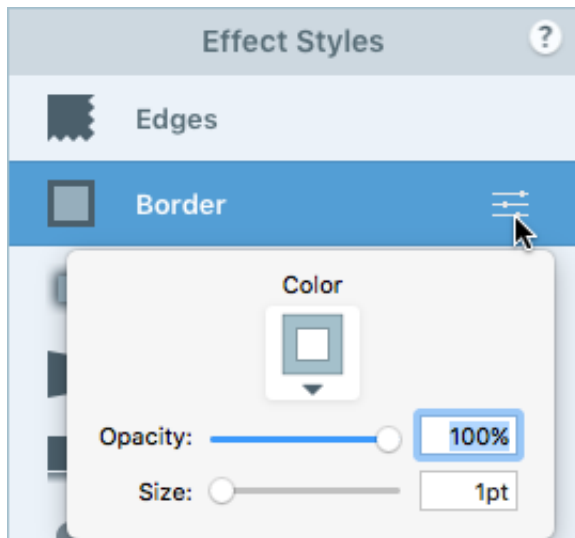 Effect Styles
?
Edges
Border
Color
Opacity: 100%
Size: 1pt